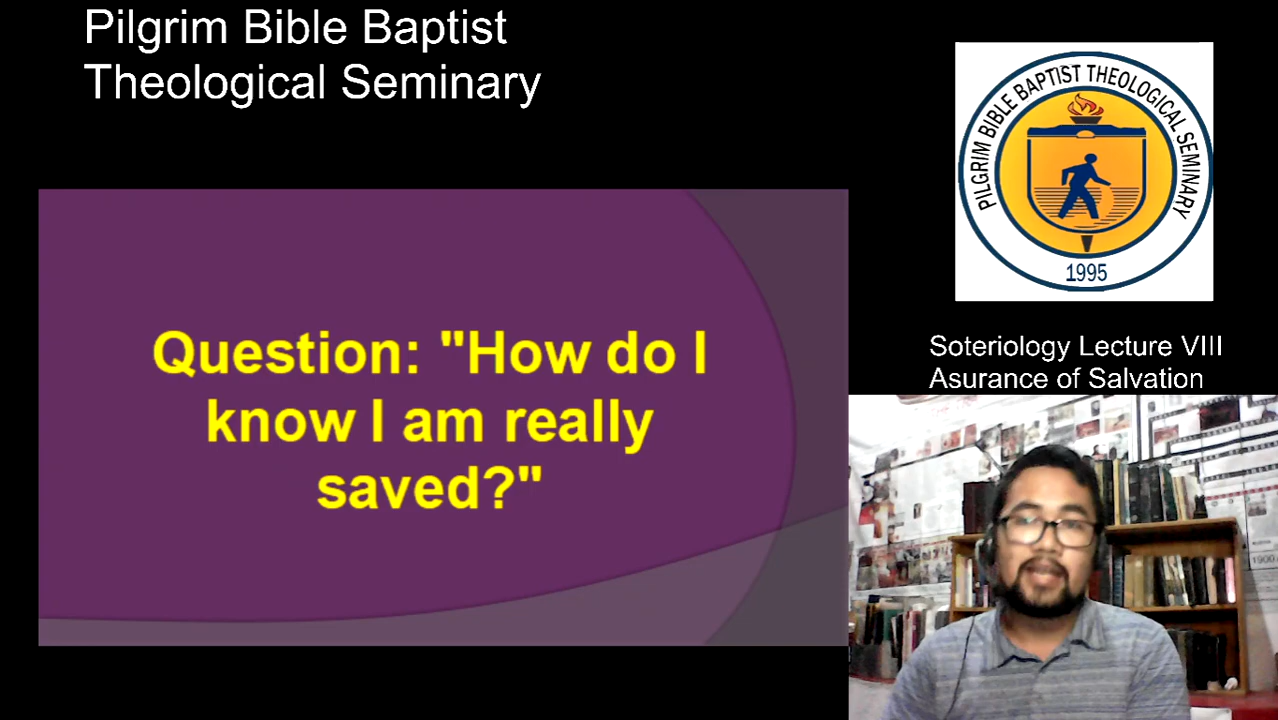 Pilgrim Bible Baptist
Theological Seminary
PILGRIM BIBLE BAPTIST THEOLOGICAL SEMINARY
1995
Question: "How do I
know I am really
saved?"
Soteriology Lecture VIII
Asurance of Salvation
1900